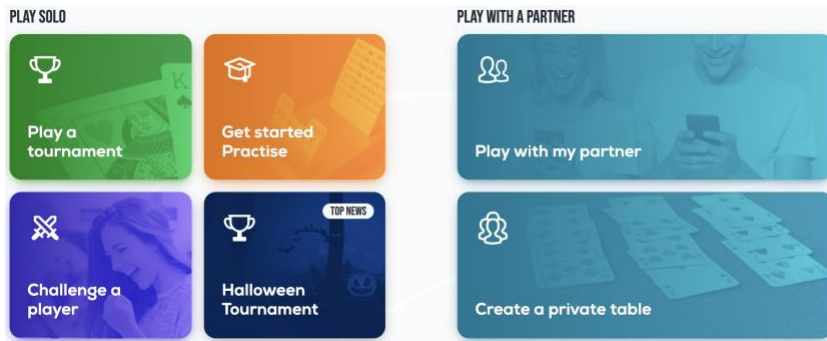 PLAY SOLO
Play a
tournament
Get started
Practise
Challenge a
player
TOP NEWS
Halloween
Tournament
PLAY WITH A PARTNER
Play with my partner
Create a private table